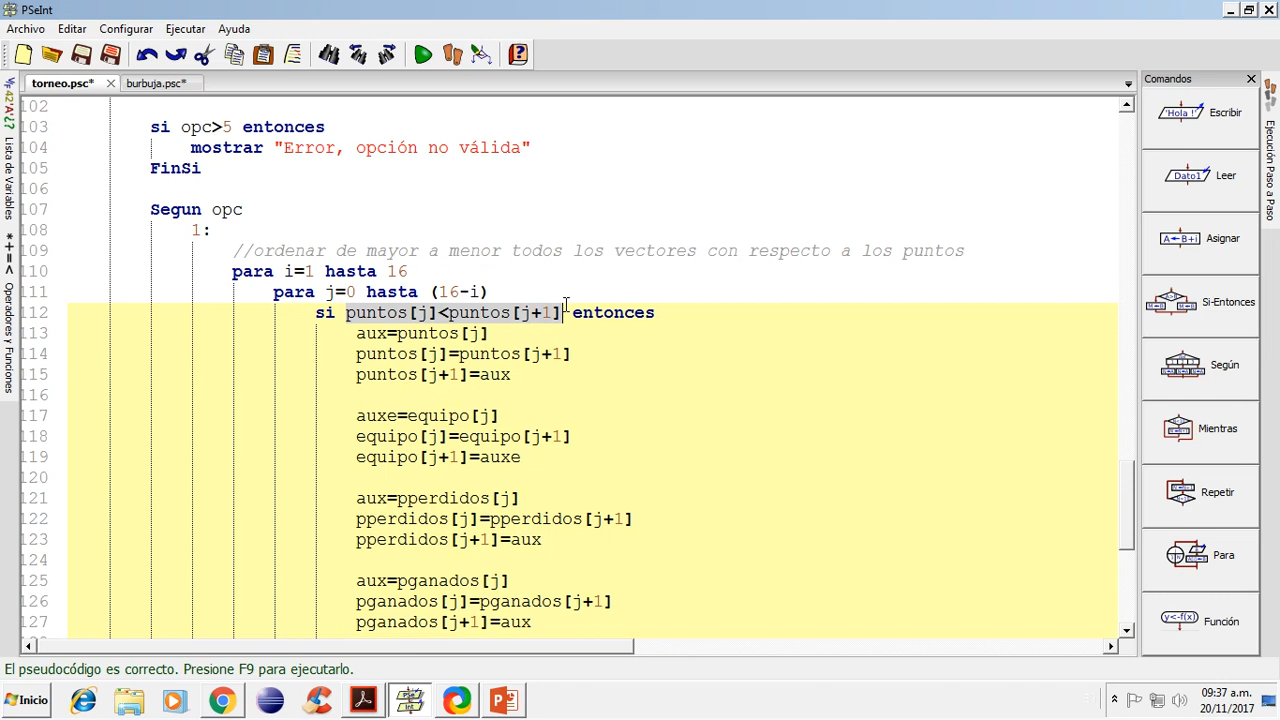 PSeInt
Archivo Editar Configurar Ejecutar Ayuda
torneo.psc* burbuja.psc*
Comandos
102
103 si opc>5 entonces
104 mostrar "Error, opción no válida"
105 FinSi
106
107 Segun opc
108 1:
109 //ordenar de mayor a menor todos los vectores con respecto a los puntos
110 para i=1 hasta 16
111 para j=0 hasta (16-i)
112 si puntos[j]<puntos[j+1] entonces
113 aux=puntos[j]
114 puntos[j]=puntos[j+1]
115 puntos[j+1]=aux
116
117 auxe=equipo[j]
118 equipo[j]=equipo[j+1]
119 equipo[j+1]=auxe
120
121 aux=pperdidos[j]
122 pperdidos[j]=pperdidos[j+1]
123 pperdidos[j+1]=aux
124
125 aux=pganados[j]
126 pganados[j]=pganados[j+1]
127 pganados[j+1]=aux
Lista de Variables
Operadores y Funciones
'Hola !' Escribir
Dato1 Leer
A←B+i Asignar
Si-Entonces
Según
Mientras
Repetir
Para
y<-f(x) Función
Ejecución Paso a Paso
El pseudocódigo es correcto. Presione F9 para ejecutarlo.
Inicio
09:37 a.m.
20/11/2017